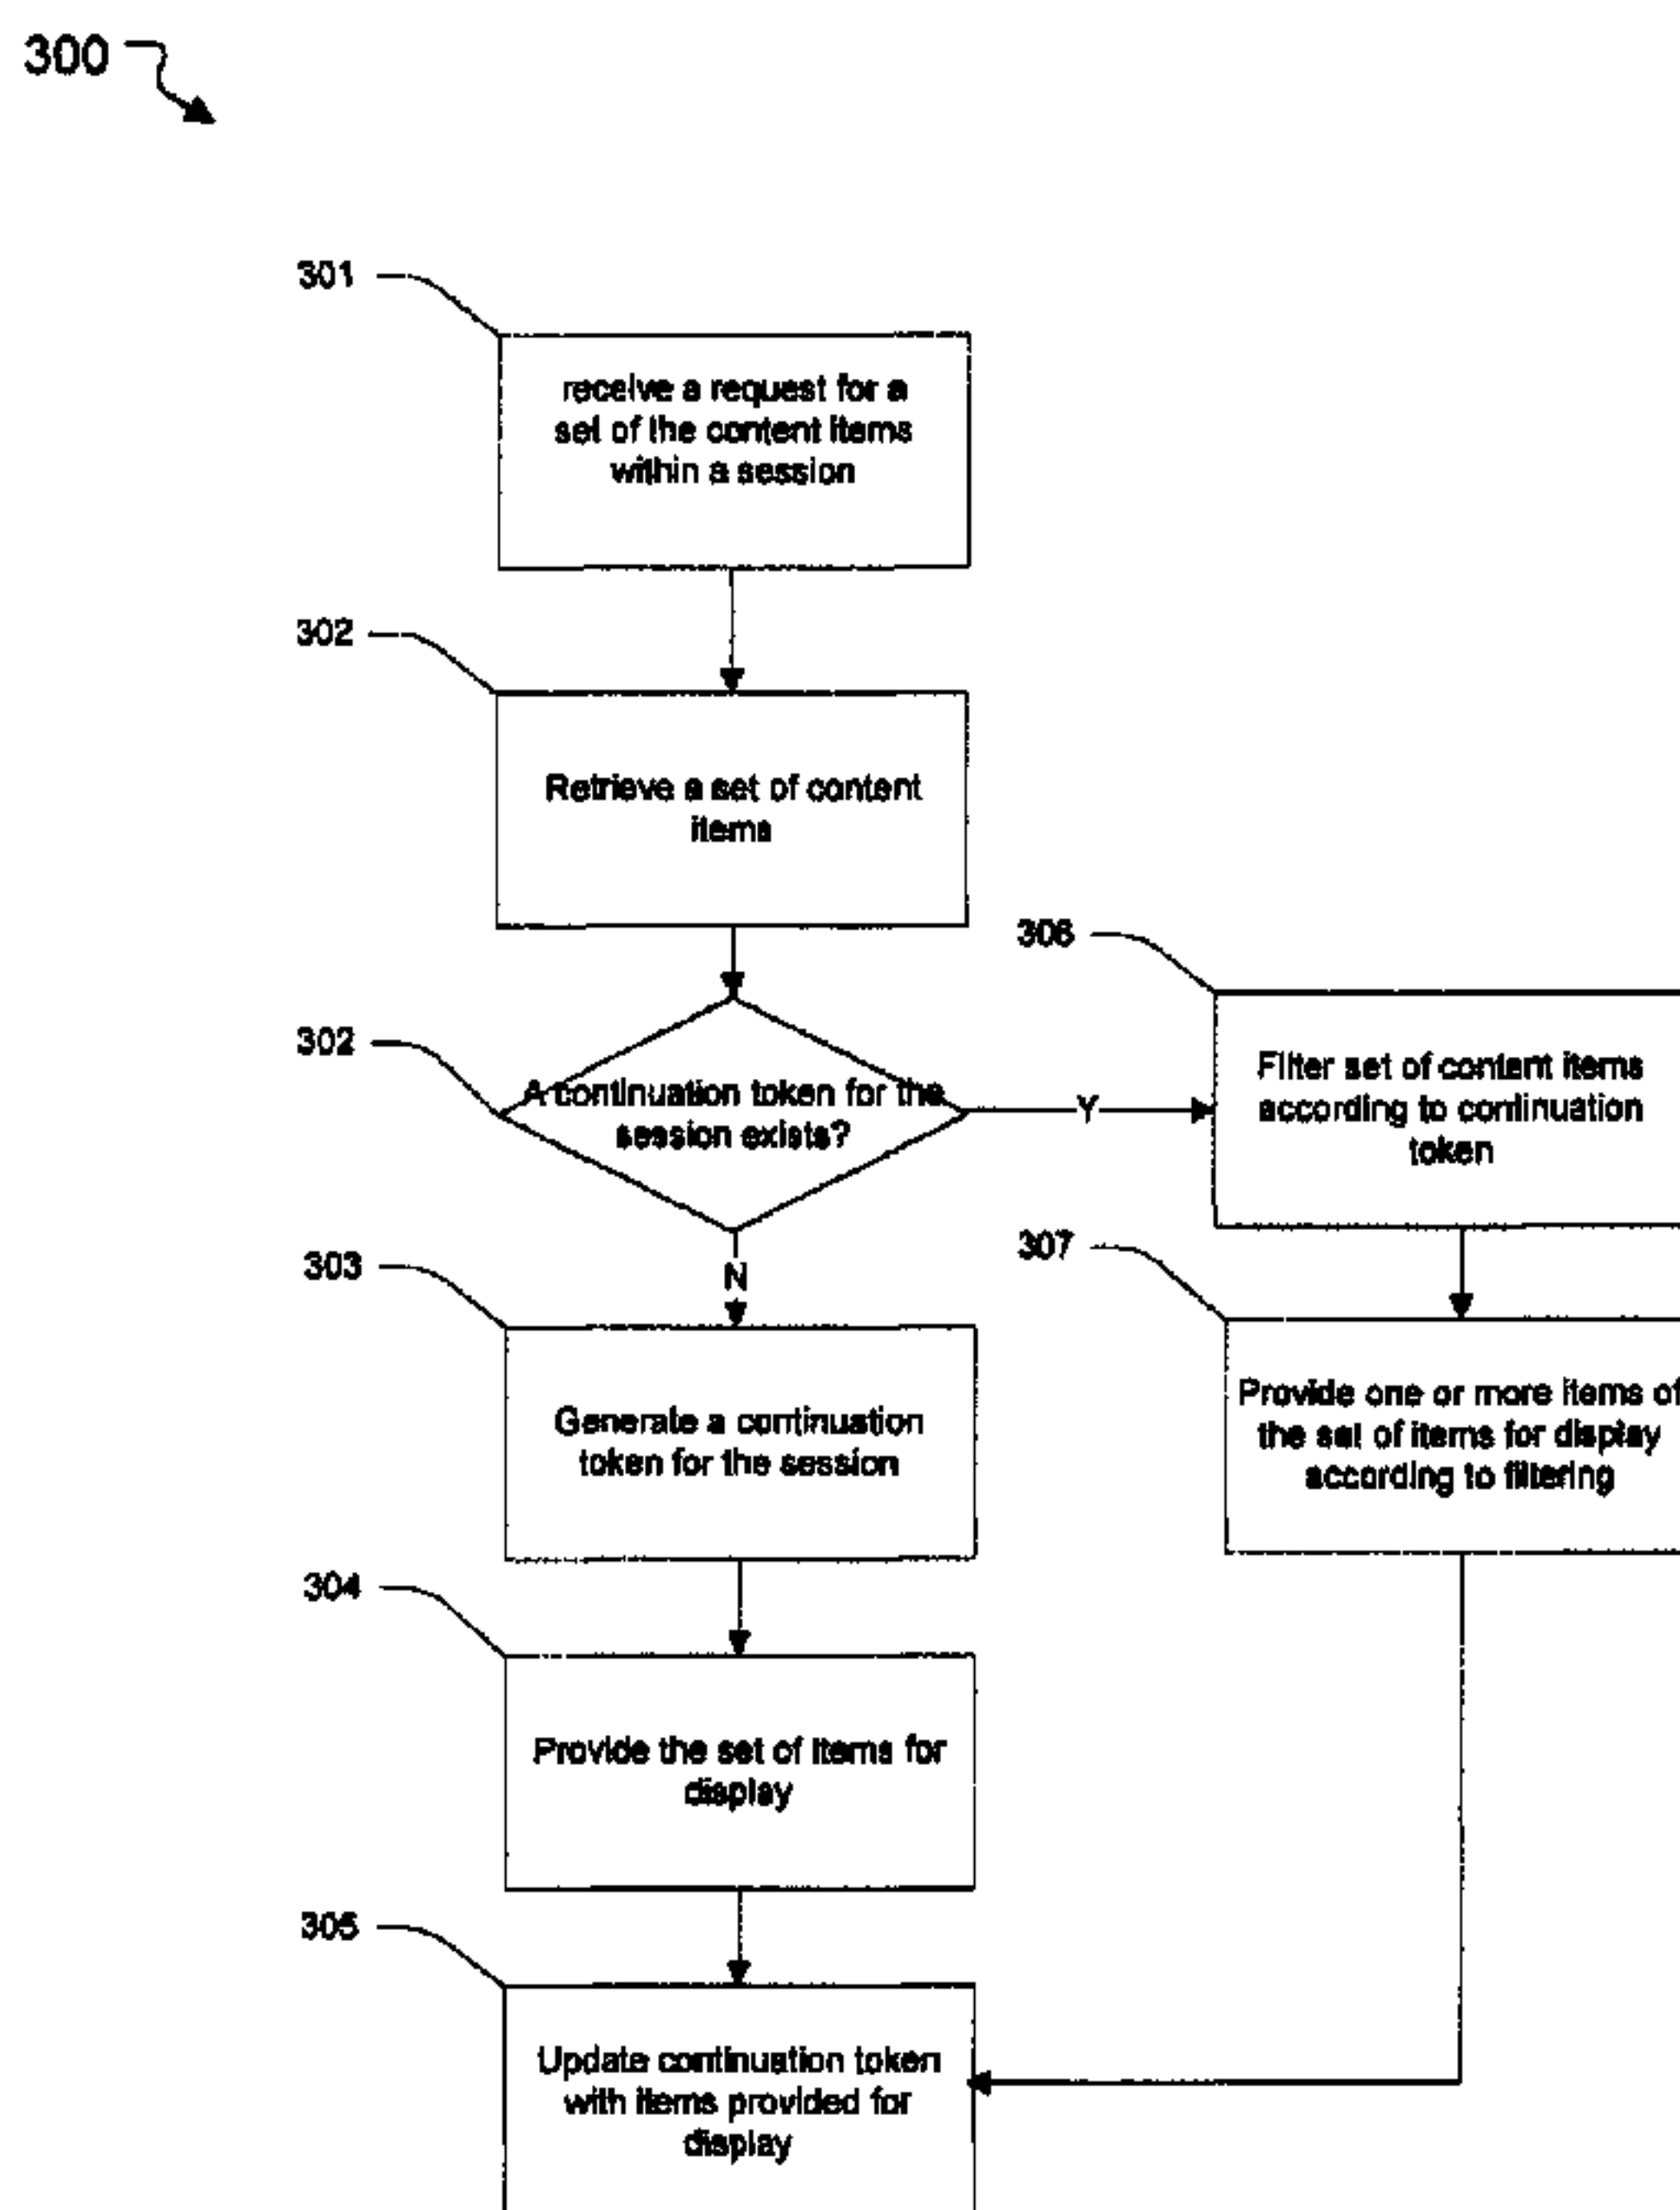 300
301
receive a request for a
set of the content items
within a session
302
Retrieve a set of content
items
302
A continuation token for the
session exists?
Y
N
306
Filter set of content items
according to continuation
token
307
Provide one or more items of
the set of items for display
according to filtering
303
Generate a continuation
token for the session
304
Provide the set of items for
display
305
Update continuation token
with items provided for
display